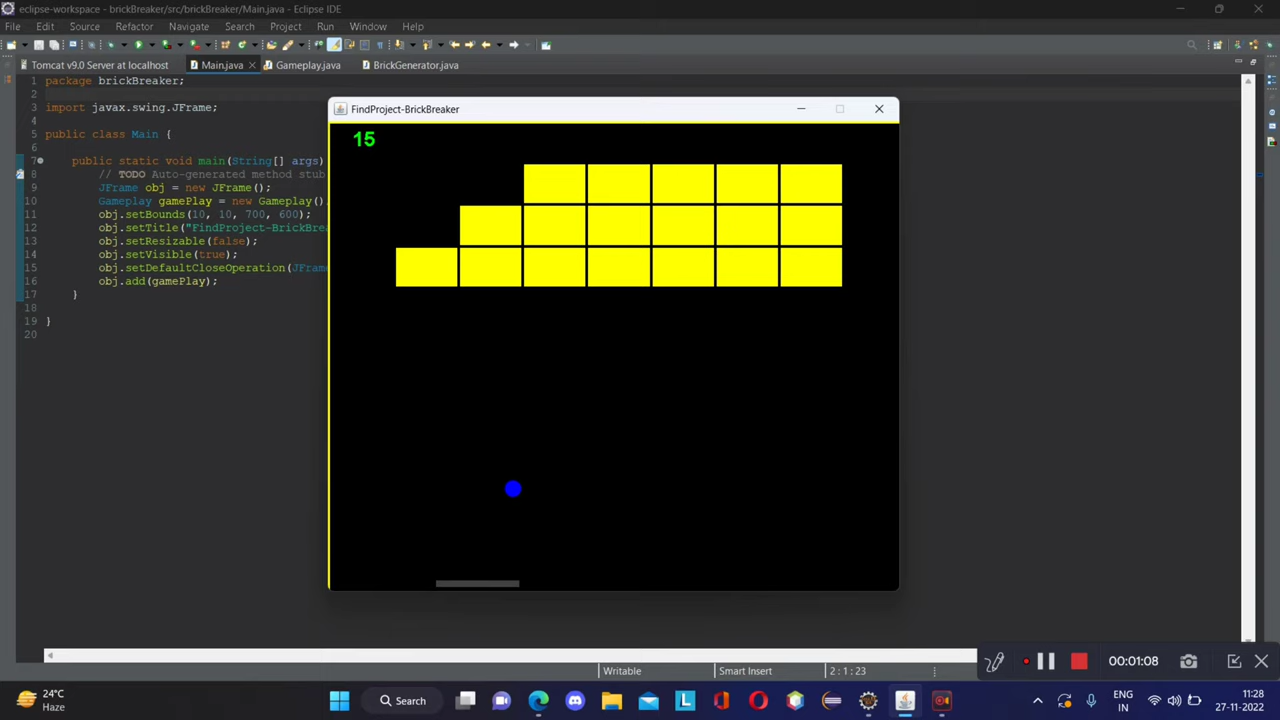 eclipse-workspace - brickBreaker/src/brickBreaker/Main.java - Eclipse IDE
File Edit Source Refactor Navigate Search Project Run Window Help
Tomcat v9.0 Server at localhost Main.java Gameplay.java BrickGenerator.java
1 package brickBreaker;
2
3 import javax.swing.JFrame;
4
5 public class Main {
6
7 public static void main(String[] args)
8 // TODO Auto-generated method stub
9 JFrame obj = new JFrame();
10 Gameplay gamePlay = new Gameplay()
11 obj.setBounds(10, 10, 700, 600);
12 obj.setTitle("FindProject-BrickBrea
13 obj.setResizable(false);
14 obj.setVisible(true);
15 obj.setDefaultCloseOperation(JFrame
16 obj.add(gamePlay);
17 }
18
19 }
20
FindProject-BrickBreaker
15
Writable Smart Insert 2 : 1 : 23
00:01:08
24°C
Haze
Search
L
ENG
IN
11:28
27-11-2022